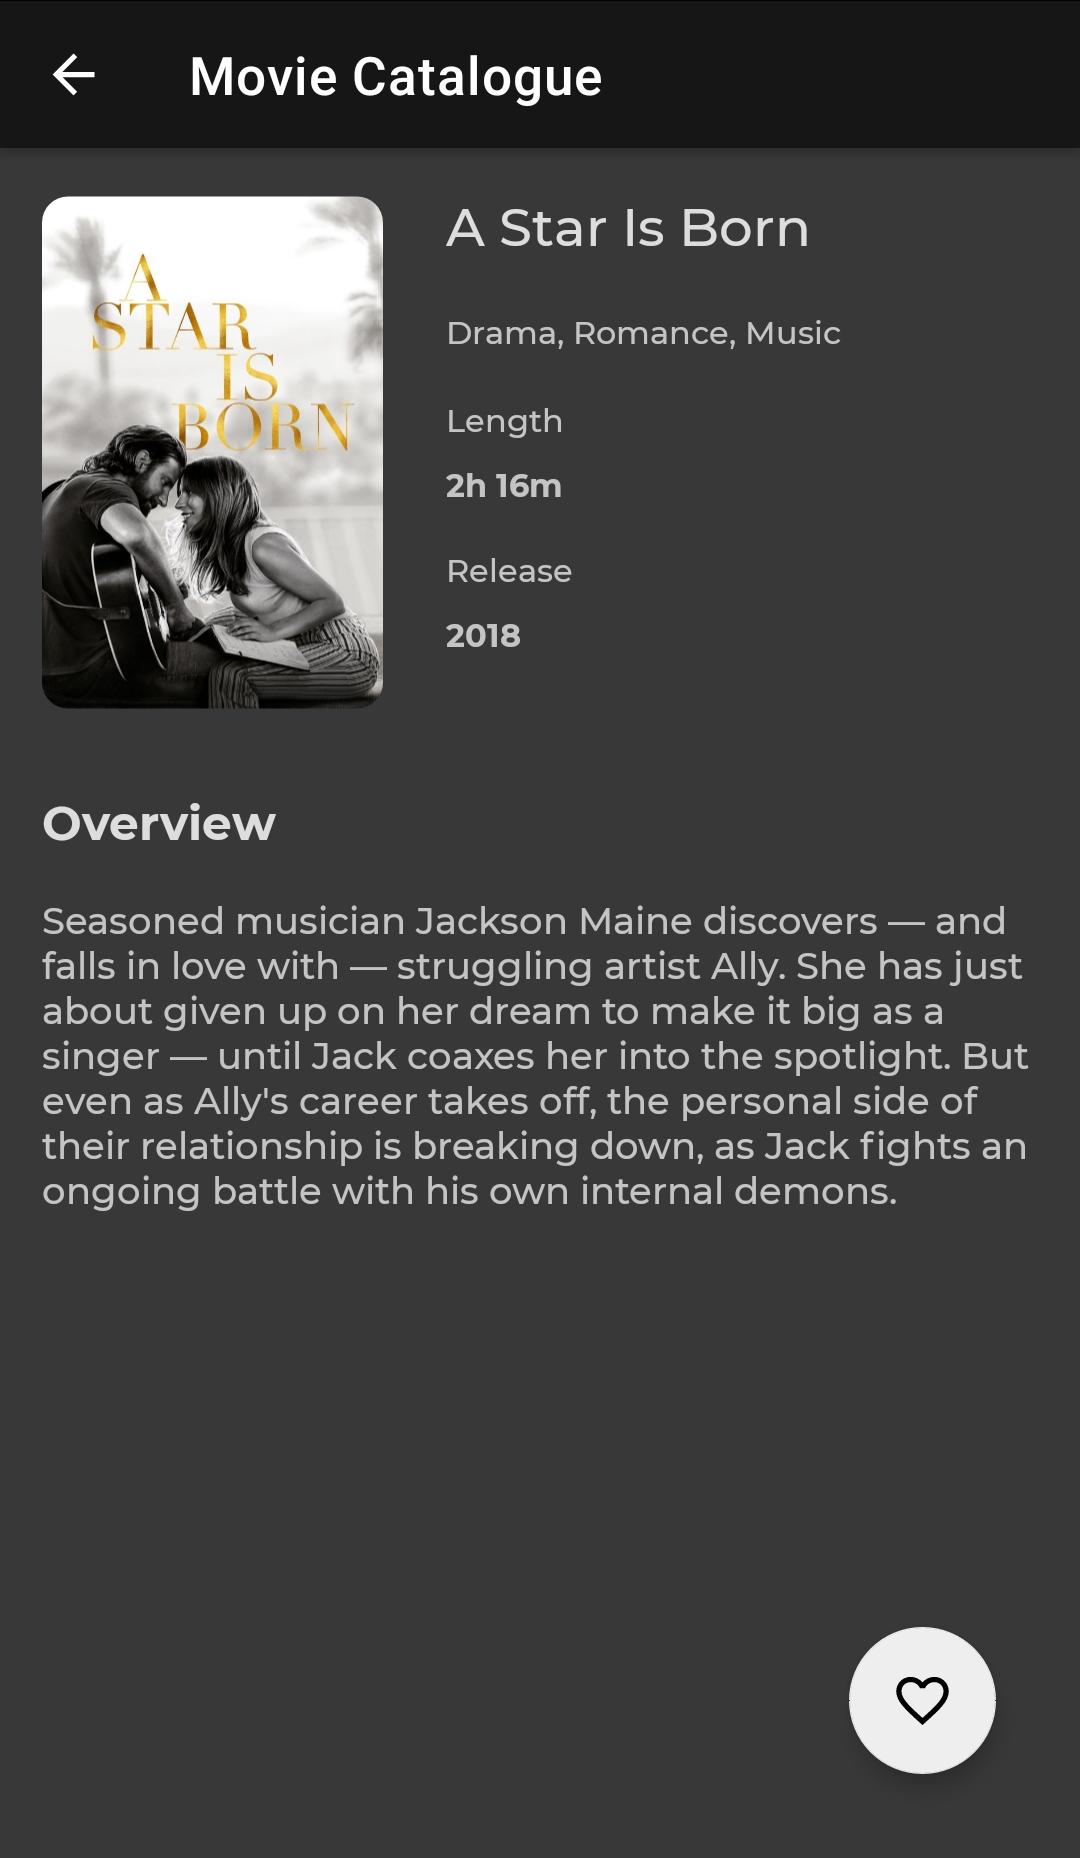 Movie Catalogue
A
STAR
IS
BORN
A Star Is Born
Drama, Romance, Music
Length
2h 16m
Release
2018
Overview
Seasoned musician Jackson Maine discovers — and
falls in love with — struggling artist Ally. She has just
about given up on her dream to make it big as a
singer — until Jack coaxes her into the spotlight. But
even as Ally's career takes off, the personal side of
their relationship is breaking down, as Jack fights an
ongoing battle with his own internal demons.